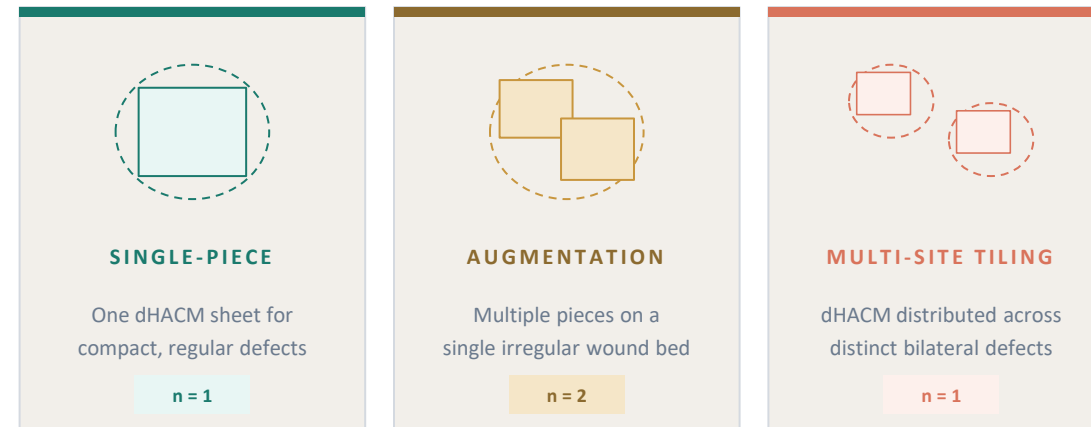 SINGLE-PIECE
One dHACM sheet for
compact, regular defects
n = 1
AUGMENTATION
Multiple pieces on a
single irregular wound bed
n = 2
MULTI-SITE TILING
dHACM distributed across
distinct bilateral defects
n = 1